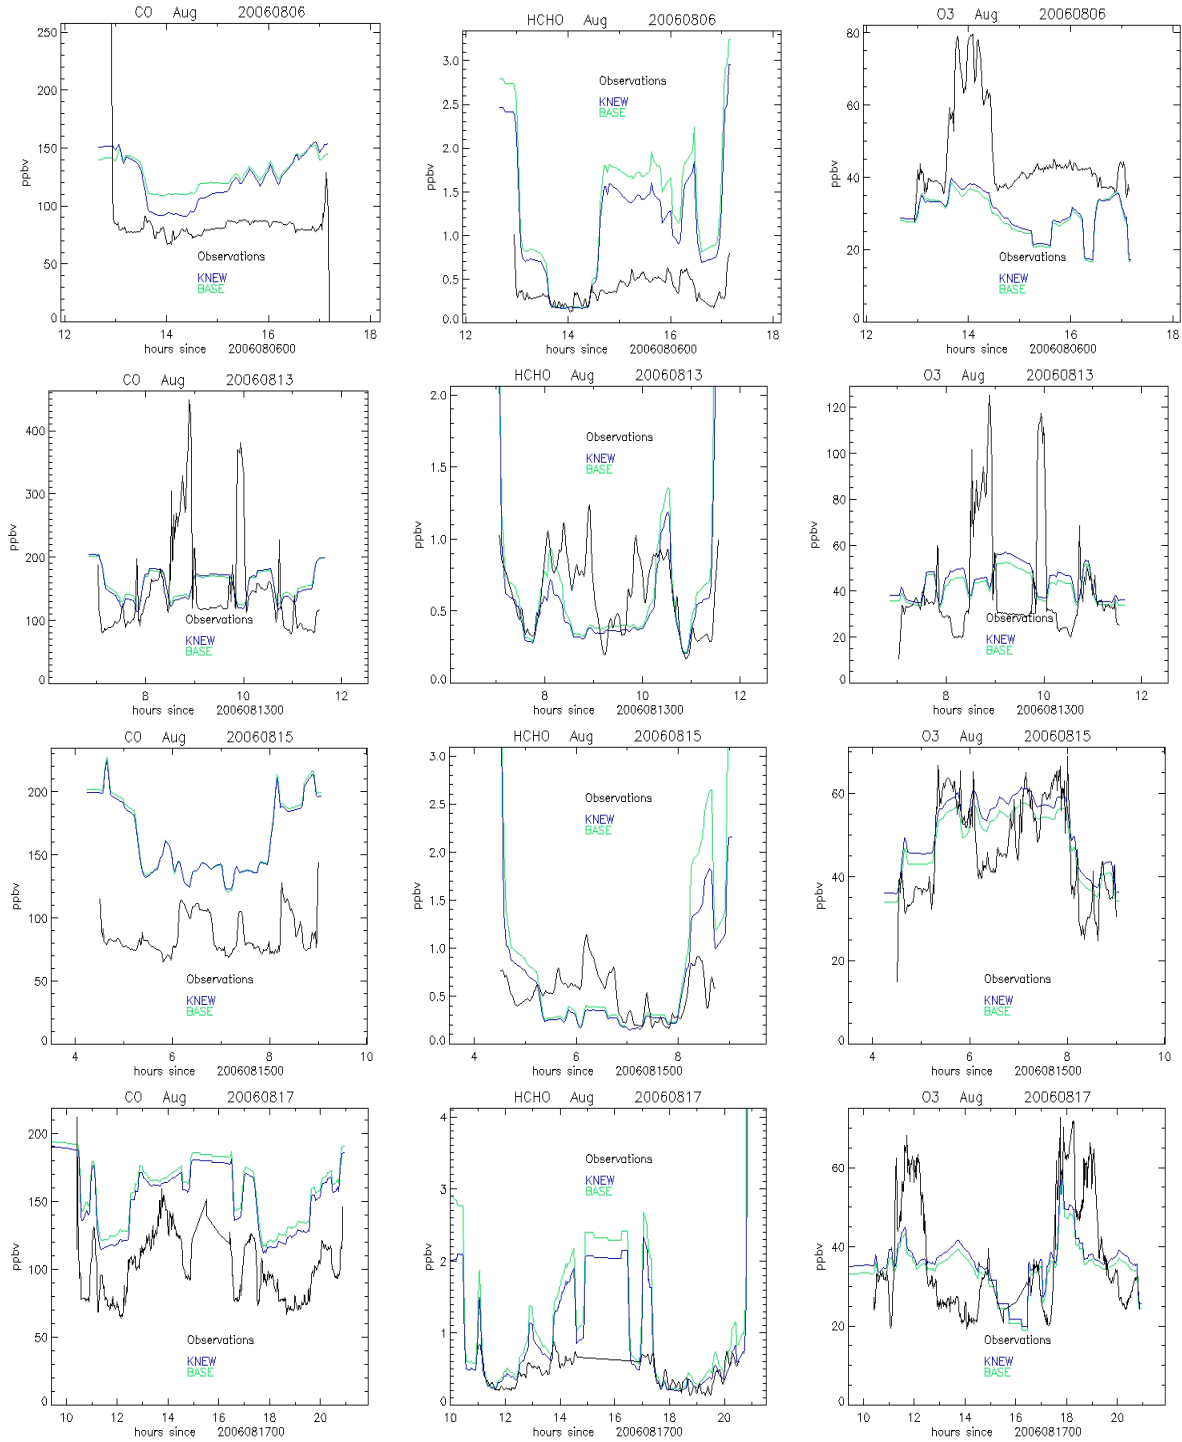 CO Aug 20060806
250
200
150
100
50
0
ppbv
Observations
KNEW
BASE
12 14 16 18
hours since 2006080600
HCHO Aug 20060806
3.0
2.5
2.0
1.5
1.0
0.5
0.0
ppbv
Observations
KNEW
BASE
12 14 16 18
hours since 2006080600
O3 Aug 20060806
80
60
40
20
0
ppbv
Observations
KNEW
BASE
12 14 16 18
hours since 2006080600
CO Aug 20060813
400
300
200
100
0
ppbv
Observations
KNEW
BASE
8 10 12
hours since 2006081300
HCHO Aug 20060813
2.0
1.5
1.0
0.5
0.0
ppbv
Observations
KNEW
BASE
8 10 12
hours since 2006081300
O3 Aug 20060813
120
100
80
60
40
20
0
ppbv
Observations
KNEW
BASE
8 10 12
hours since 2006081300
CO Aug 20060815
200
150
100
50
0
ppbv
Observations
KNEW
BASE
4 6 8 10
hours since 2006081500
HCHO Aug 20060815
3.0
2.5
2.0
1.5
1.0
0.5
0.0
ppbv
Observations
KNEW
BASE
4 6 8
hours since 2006081500
O3 Aug 20060815
60
40
20
0
ppbv
Observations
KNEW
BASE
4 6 8 10
hours since 2006081500
CO Aug 20060817
200
150
100
50
0
ppbv
Observations
KNEW
BASE
10 12 14 16 18 20
hours since 2006081700
HCHO Aug 20060817
4
3
2
1
0
ppbv
Observations
KNEW
BASE
10 12 14 16 18 20
hours since 2006081700
O3 Aug 20060817
60
40
20
0
ppbv
Observations
KNEW
BASE
10 12 14 16 18 20
hours since 2006081700